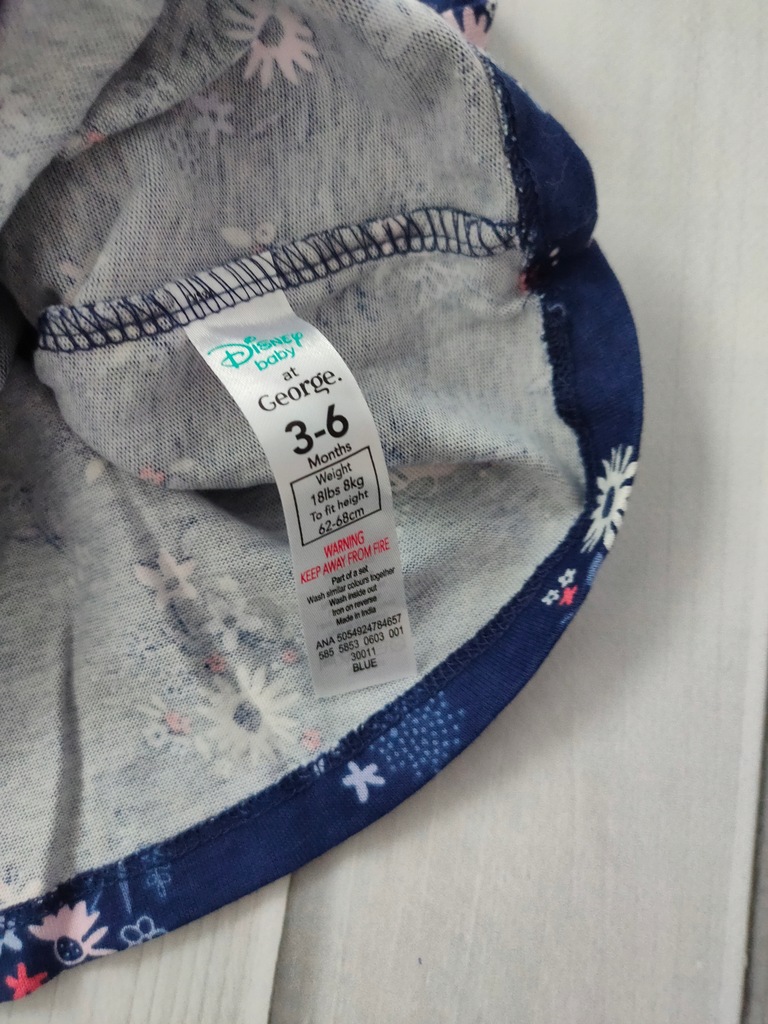 Disney
baby
at
George.
3-6
Months
Weight
18lbs 8kg
To fit height
62-68cm
WARNING
KEEP AWAY FROM FIRE
Part of a set
Wash similar colours together
Wash inside out
Iron on reverse
Made in India
ANA 5054924784657
585 5853 0603 001
30011
BLUE